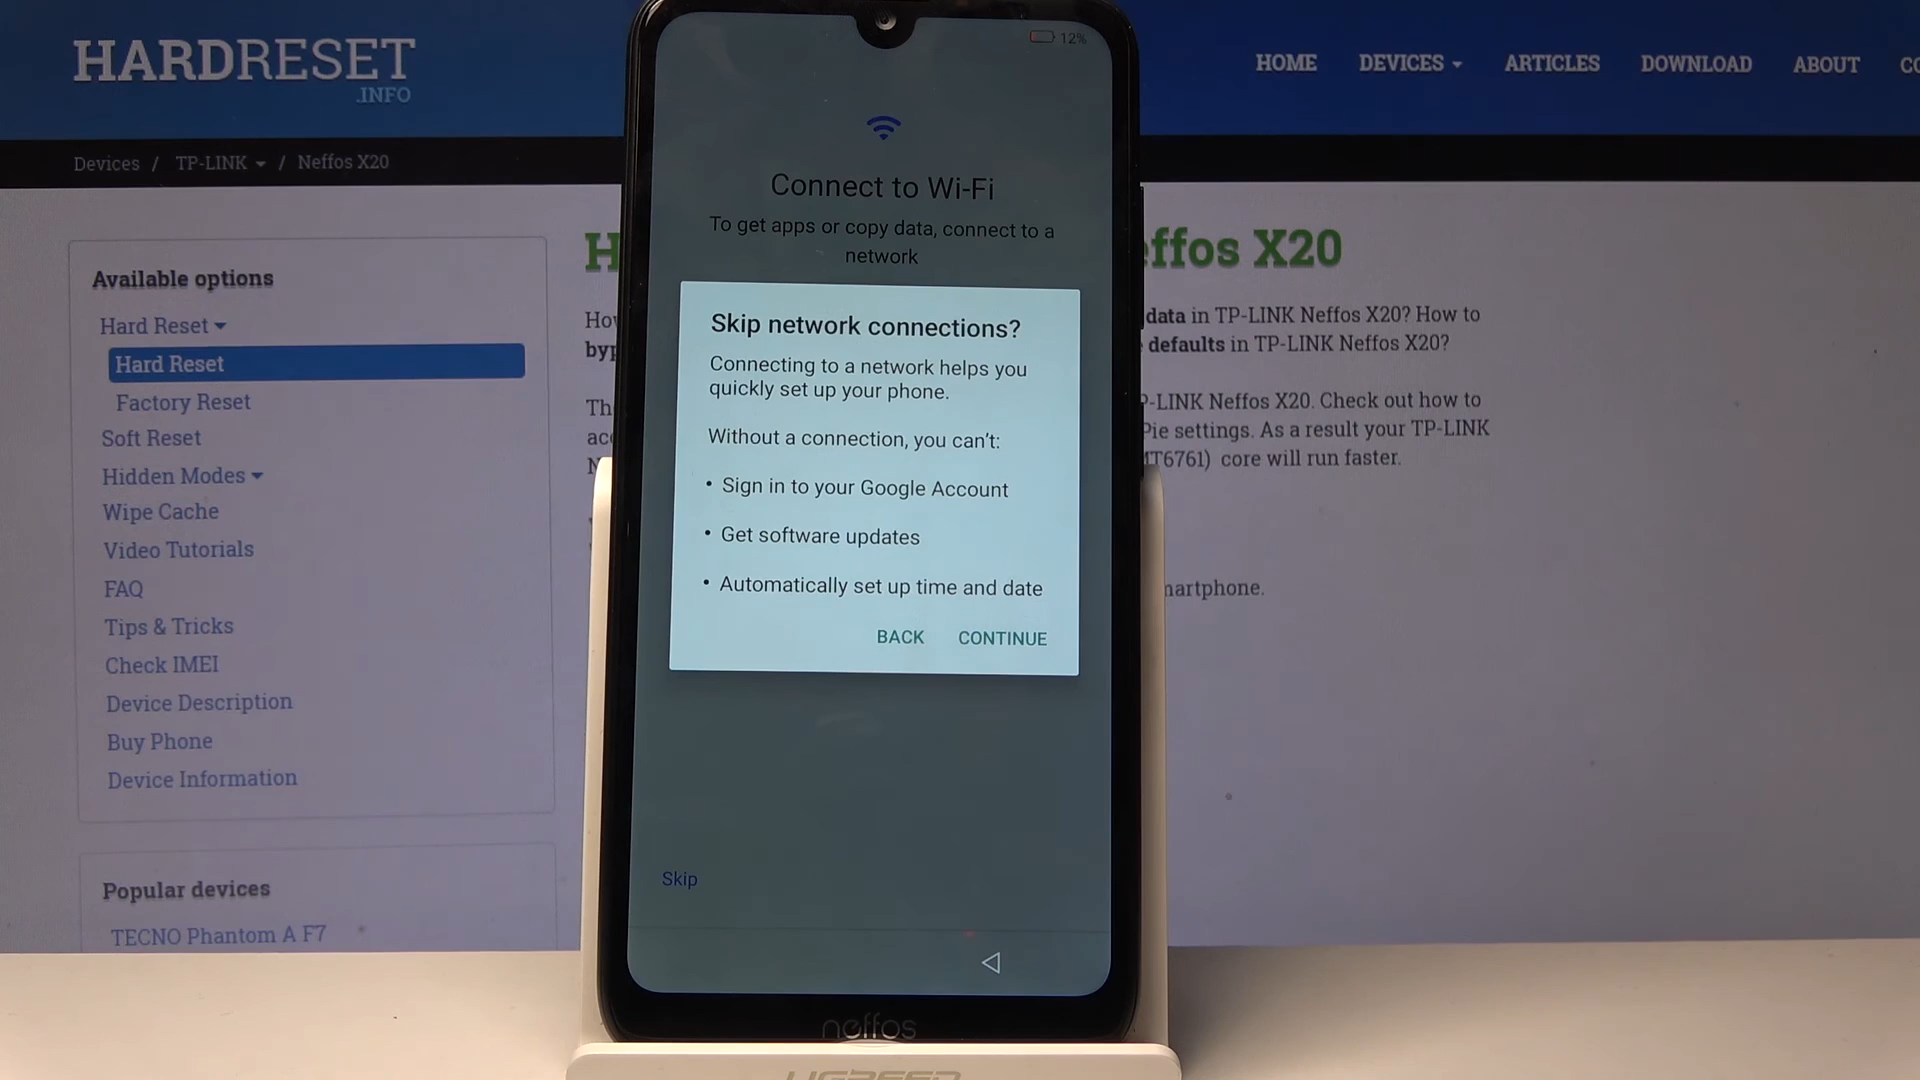 HARDRESET
.INFO
HOME DEVICES ARTICLES DOWNLOAD ABOUT
Devices / TP-LINK / Neffos X20
Available options
Hard Reset
Hard Reset
Factory Reset
Soft Reset
Hidden Modes
Wipe Cache
Video Tutorials
FAQ
Tips & Tricks
Check IMEI
Device Description
Buy Phone
Device Information
Popular devices
TECNO Phantom A F7
12%
Connect to Wi-Fi
To get apps or copy data, connect to a
network
Skip network connections?
Connecting to a network helps you
quickly set up your phone.
Without a connection, you can't:
• Sign in to your Google Account
• Get software updates
• Automatically set up time and date
BACK CONTINUE
Skip
neffos
UGREEN
X20
data in TP-LINK Neffos X20? How to
defaults in TP-LINK Neffos X20?
Neffos X20. Check out how to
Pie settings. As a result your TP-LINK
core will run faster.